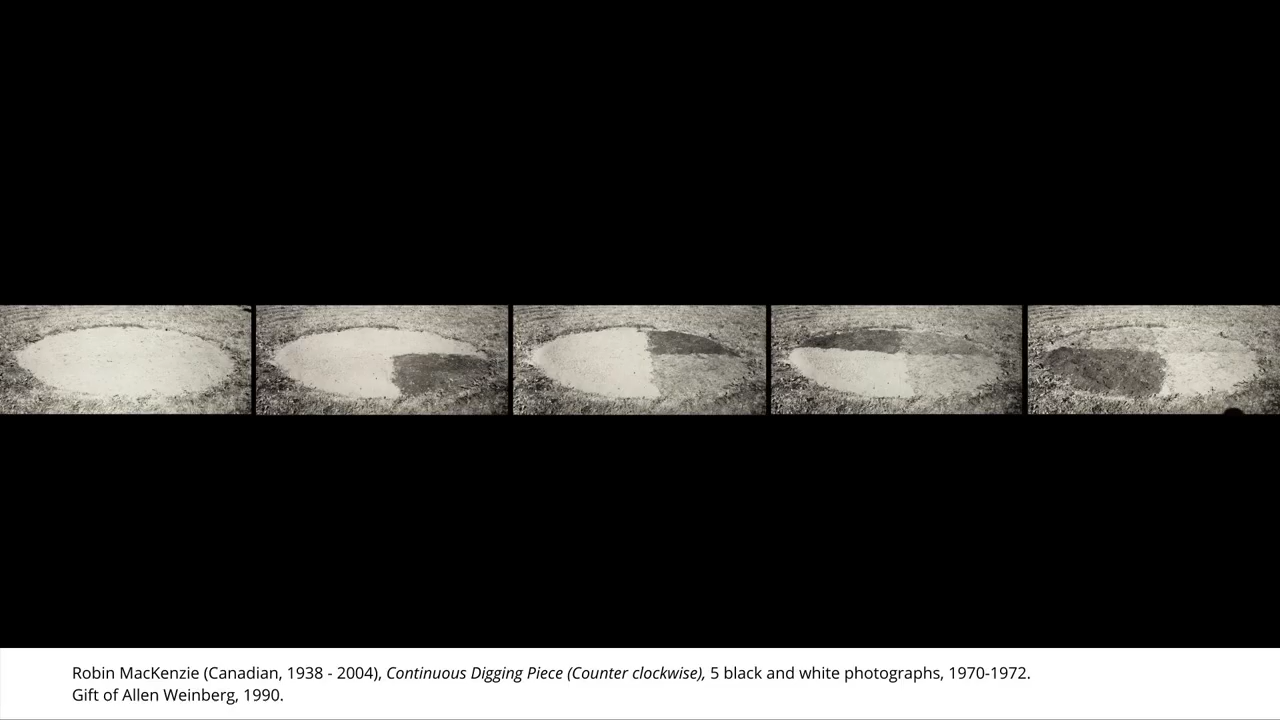 Robin MacKenzie (Canadian, 1938 - 2004), Continuous Digging Piece (Counter clockwise), 5 black and white photographs, 1970-1972.
Gift of Allen Weinberg, 1990.